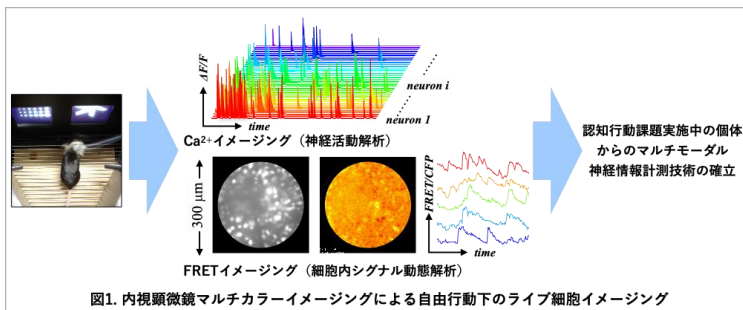 ΔF/F
neuron i
neuron 1
time
Ca²⁺イメージング（神経活動解析）
300 μm
FRET/CFP
time
FRETイメージング（細胞内シグナル動態解析）
認知行動課題実施中の個体
からのマルチモーダル
神経情報計測技術の確立
図1. 内視顕微鏡マルチカラーイメージングによる自由行動下のライブ細胞イメージング